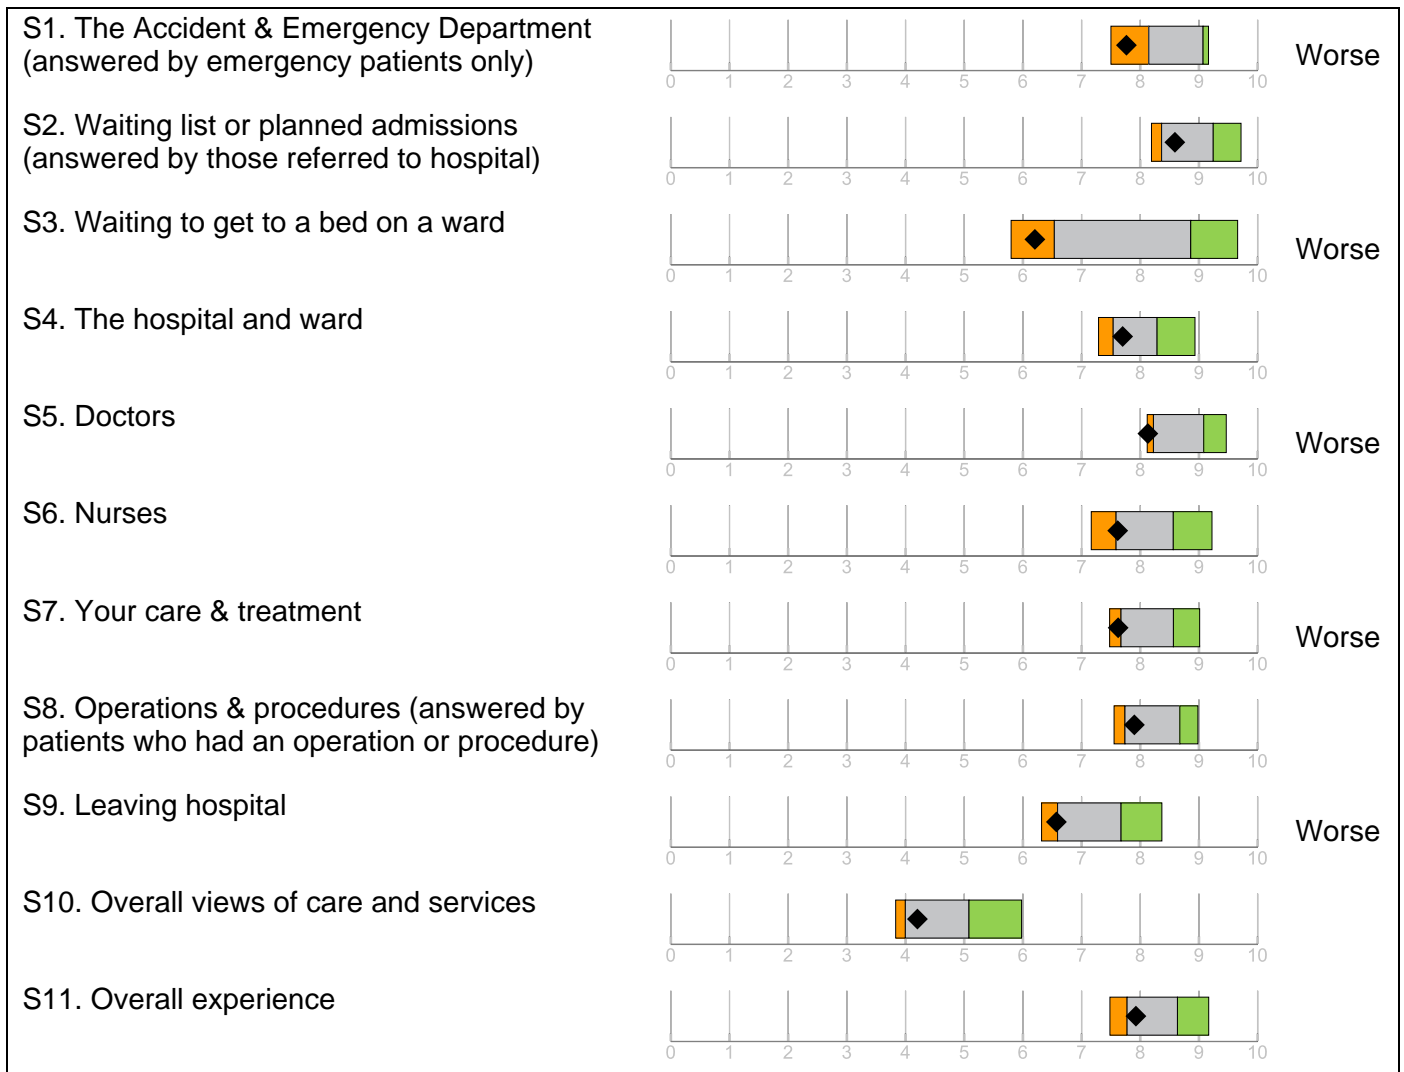 S1. The Accident & Emergency Department
(answered by emergency patients only)
Worse
0 1 2 3 4 5 6 7 8 9 10
S2. Waiting list or planned admissions
(answered by those referred to hospital)
0 1 2 3 4 5 6 7 8 9 10
S3. Waiting to get to a bed on a ward
Worse
0 1 2 3 4 5 6 7 8 9 10
S4. The hospital and ward
0 1 2 3 4 5 6 7 8 9 10
S5. Doctors
Worse
0 1 2 3 4 5 6 7 8 9 10
S6. Nurses
0 1 2 3 4 5 6 7 8 9 10
S7. Your care & treatment
Worse
0 1 2 3 4 5 6 7 8 9 10
S8. Operations & procedures (answered by
patients who had an operation or procedure)
0 1 2 3 4 5 6 7 8 9 10
S9. Leaving hospital
Worse
0 1 2 3 4 5 6 7 8 9 10
S10. Overall views of care and services
0 1 2 3 4 5 6 7 8 9 10
S11. Overall experience
0 1 2 3 4 5 6 7 8 9 10